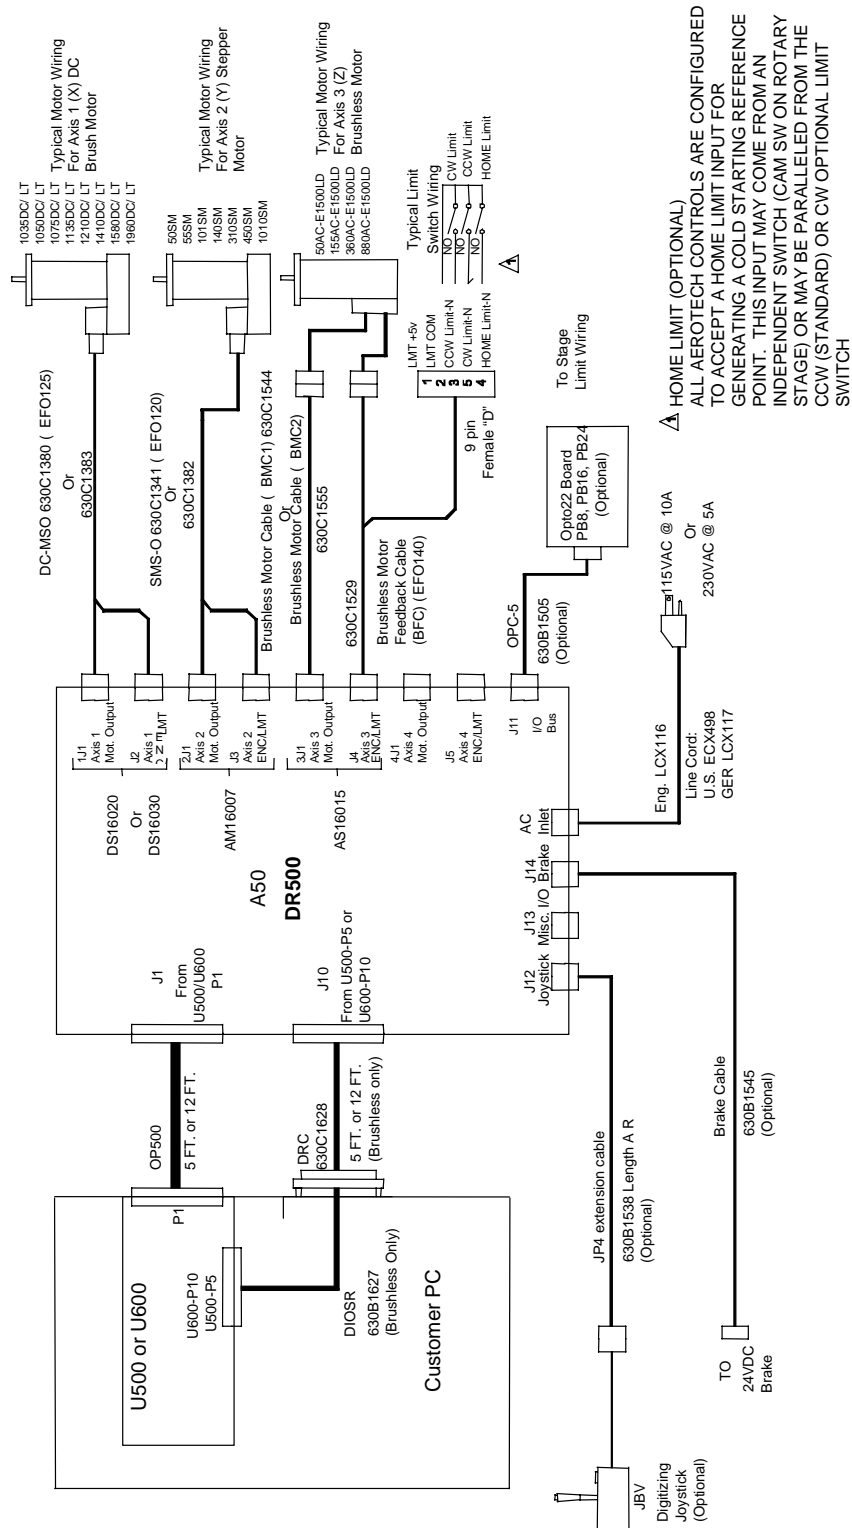 1035DC/ LT
1050DC/ LT
1075DC/ LT
1135DC/ LT
1210DC/ LT
1410DC/ LT
1580DC/ LT
1960DC/ LT
Typical Motor Wiring
For Axis 1 (X) DC
Brush Motor
50SM
55SM
101SM
140SM
310SM
450SM
1010SM
Typical Motor Wiring
For Axis 2 (Y) Stepper
Motor
50AC-E1500LD
155AC-E1500LD
360AC-E1500LD
880AC-E1500LD
Typical Motor Wiring
For Axis 3 (Z)
Brushless Motor
Typical Limit
Switch Wiring
NO
NO
CW Limit
CCW Limit
HOME Limit
1
LMT +5v
LMT COM
CCW Limit-N
CW Limit-N
HOME Limit-N
1
2
3
5
4
9 pin
Female "D"
DC-MSO 630C1380 ( EFO125)
Or
630C1383
SMS-O 630C1341 ( EFO120)
Or
630C1382
Brushless Motor Cable ( BMC1) 630C1544
Or
Brushless Motor Cable ( BMC2)
630C1555
630C1529
Brushless Motor
Feedback Cable
(BFC) ( EFO140)
To Stage
Limit Wiring
Opto22 Board
PB8, PB16, PB24
(Optional)
OPC-5
630B1505
(Optional)
1J1
Axis 1
Mot. Output
J2
Axis 1
LMT
2J1
Axis 2
Mot. Output
J3
Axis 2
ENC/LMT
3J1
Axis 3
Mot. Output
J4
Axis 3
ENC/LMT
4J1
Axis 4
Mot. Output
J5
Axis 4
ENC/LMT
J11
I/O
Bus
DS16020
Or
DS16030
AM16007
AS16015
A50
DR500
J1
From
U500/U600
P1
J10
From U500-P5 or
U600-P10
AC
Inlet
J14
Brake
J13
Misc. I/O
J12
Joystick
115VAC @ 10A
Or
230VAC @ 5A
Eng. LCX116
Line Cord:
U.S. ECX498
GER LCX117
OP500
5 FT. or 12 FT.
DRC
630C1628
5 FT. or 12 FT.
(Brushless only)
P1
U500 or U600
U600-P10
U500-P5
DIOSR
630B1627
(Brushless Only)
Customer PC
JP4 extension cable
630B1538 Length A R
(Optional)
Brake Cable
630B1545
(Optional)
TO
24VDC
Brake
JBV
Digitizing
Joystick
(Optional)
1 HOME LIMIT (OPTIONAL)
ALL AEROTECH CONTROLS ARE CONFIGURED
TO ACCEPT A HOME LIMIT INPUT FOR
GENERATING A COLD STARTING REFERENCE
POINT. THIS INPUT MAY COME FROM AN
INDEPENDENT SWITCH (CAM SW ON ROTARY
STAGE) OR MAY BE PARALLELED FROM THE
CCW (STANDARD) OR CW OPTIONAL LIMIT
SWITCH